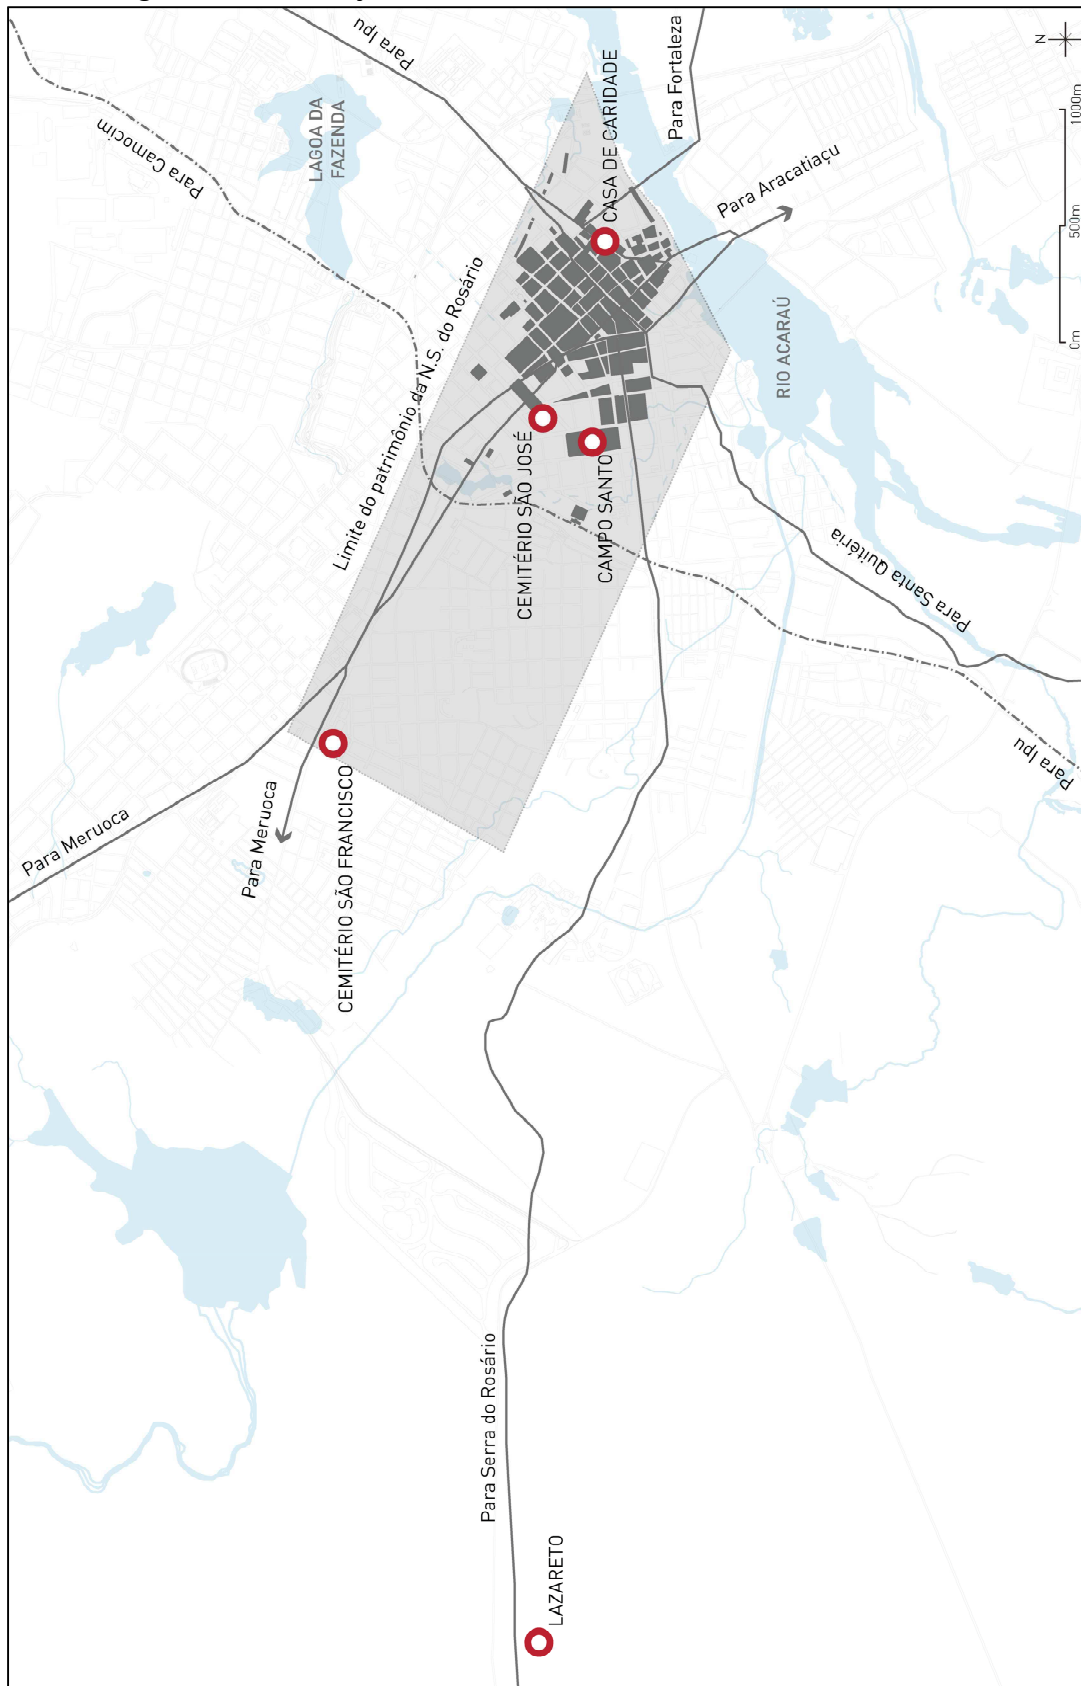 Para Ipu
Para Fortaleza
N
LAGOA DA
FAZENDA
Para Camocim
CASA DE CARIDADE
Para Aracatiaçu
1000m
500m
0m
Limite do patrimônio da N.S. do Rosário
RIO ACARAÚ
CEMITÉRIO SÃO JOSÉ
CAMPO SANTO
Para Santa Quitéria
Para Ipu
Para Meruoca
Para Meruoca
CEMITÉRIO SÃO FRANCISCO
Para Serra do Rosário
LAZARETO